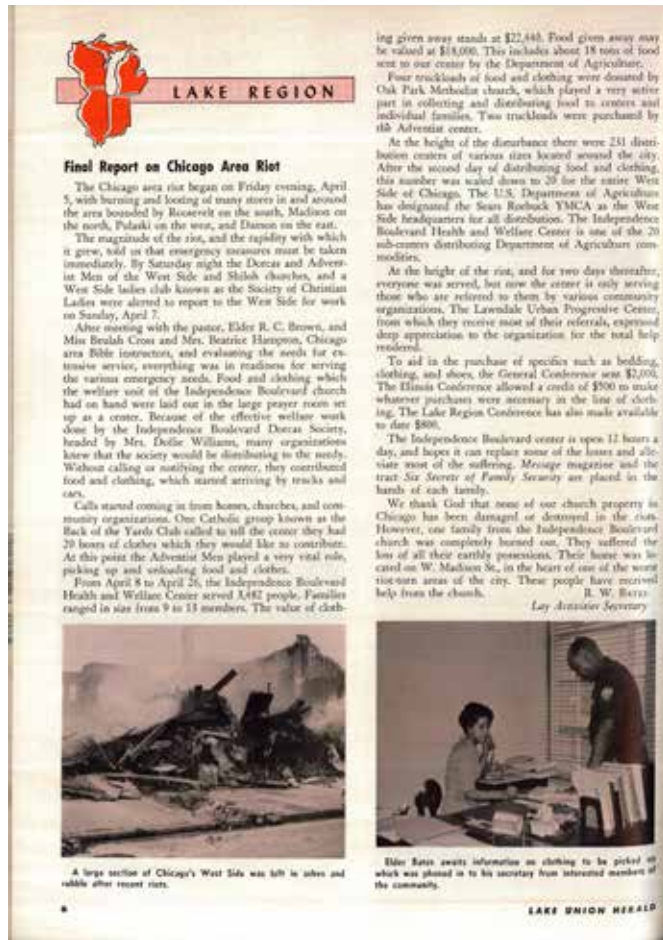 LAKE REGION
Final Report on Chicago Area Riot
The Chicago area riot began on Friday evening, April
5, with burning and looting of many stores in and around
the area bounded by Roosevelt on the south, Madison on
the north, Pulaski on the west, and Damon on the east.
The magnitude of the riot, and the rapidity with which
it grew, told us that emergency measures must be taken
immediately. By Saturday night the Dorcas and Advent-
ist Men of the West Side and Shiloh churches, and a
West Side ladies club known as the Society of Christian
Ladies were alerted to report to the West Side for work
on Sunday, April 7.
After meeting with the pastor, Elder R. C. Brown, and
Miss Beulah Cross and Mrs. Beatrice Hampton, Chicago
area Bible instructors, and evaluating the needs for ex-
tensive service, everything was in readiness for serving
the various emergency needs. Food and clothing which
the welfare unit of the Independence Boulevard church
had on hand were laid out in the large prayer room set
up as a center. Because of the effective welfare work
done by the Independence Boulevard Dorcas Society,
headed by Mrs. Dollie Williams, many organizations
knew that the society would be distributing to the needy.
Without calling or notifying the center, they contributed
food and clothing, which started arriving by trucks and
cars.
Calls started coming in from homes, churches, and com-
munity organizations. One Catholic group known as the
Back of the Yards Club called to tell the center they had
20 boxes of clothes which they would like to contribute.
At this point the Adventist Men played a very vital role,
picking up and unloading food and clothes.
From April 8 to April 26, the Independence Boulevard
Health and Welfare Center served 3,482 people. Families
ranged in size from 9 to 13 members. The value of cloth-
ing given away stands at $22,440. Food given away may
be valued at $18,000. This includes about 18 tons of food
sent to our center by the Department of Agriculture.
Four truckloads of food and clothing were donated by
Oak Park Methodist church, which played a very active
part in collecting and distributing food to centers and
individual families. Two truckloads were purchased by
the Adventist center.
At the height of the disturbance there were 231 distri-
bution centers of various sizes located around the city.
After the second day of distributing food and clothing,
this number was scaled down to 20 for the entire West
Side of Chicago. The U.S. Department of Agriculture
has designated the Sears Roebuck YMCA as the West
Side headquarters for all distribution. The Independence
Boulevard Health and Welfare Center is one of the 20
sub-centers distributing Department of Agriculture com-
modities.
At the height of the riot, and for two days thereafter,
everyone was served, but now the center is only serving
those who are referred to them by various community
organizations. The Lawndale Urban Progressive Center,
from which they receive most of their referrals, expressed
deep appreciation to the organization for the total help
rendered.
To aid in the purchase of specifics such as bedding,
clothing, and shoes, the General Conference sent $2,000.
The Illinois Conference allowed a credit of $500 to make
whatever purchases were necessary in the line of cloth-
ing. The Lake Region Conference has also made available
to date $800.
The Independence Boulevard center is open 12 hours a
day, and hopes it can replace some of the losses and alle-
viate most of the suffering. Message magazine and the
tract Six Secrets of Family Security are placed in the
hands of each family.
We thank God that none of our church property in
Chicago has been damaged or destroyed in the riots.
However, one family from the Independence Boulevard
church was completely burned out. They suffered the
loss of all their earthly possessions. Their home was lo-
cated on W. Madison St., in the heart of one of the worst
riot-torn areas of the city. These people have received
help from the church. R. W. BATES
Lay Activities Secretary
A large section of Chicago's West Side was left in ashes and
rubble after recent riots.
Elder Bates awaits information on clothing to be picked up
which was phoned in to his secretary from interested members of
the community.
6
LAKE UNION HERALD